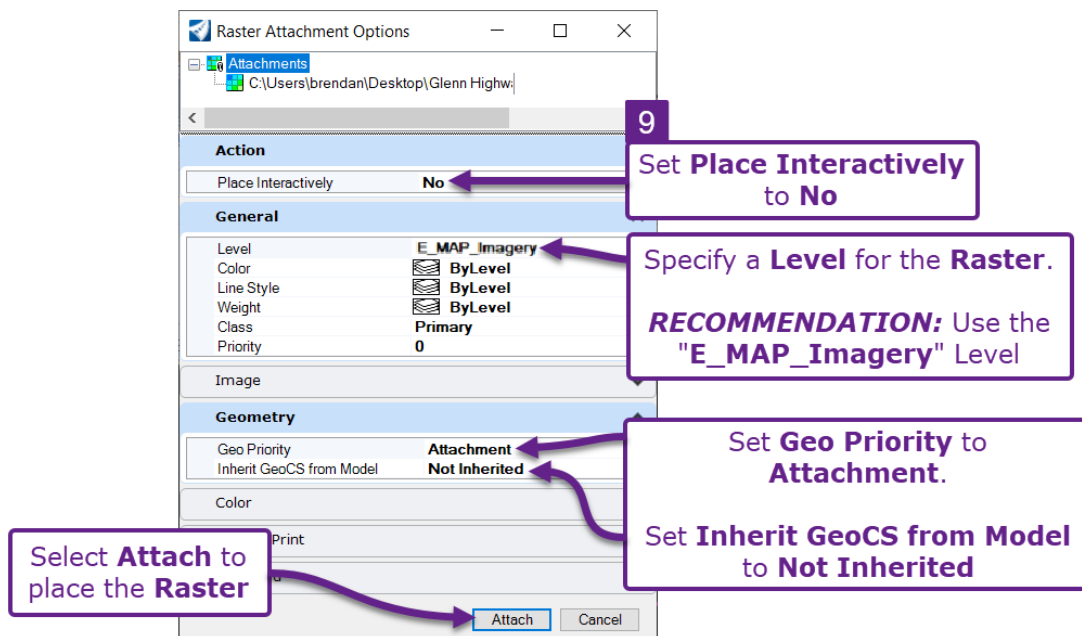 Raster Attachment Options
Attachments
C:\Users\brendan\Desktop\Glenn Highw
9
Action
Set Place Interactively
to No
Place Interactively No
General
Level E_MAP_Imagery
Specify a Level for the Raster.
Color ByLevel
Line Style ByLevel
Weight ByLevel
RECOMMENDATION: Use the
"E_MAP_Imagery" Level
Class Primary
Priority 0
Image
Geometry
Geo Priority Attachment
Inherit GeoCS from Model Not Inherited
Set Geo Priority to
Attachment.
Set Inherit GeoCS from Model
to Not Inherited
Color
Print
Select Attach to
place the Raster
Attach Cancel